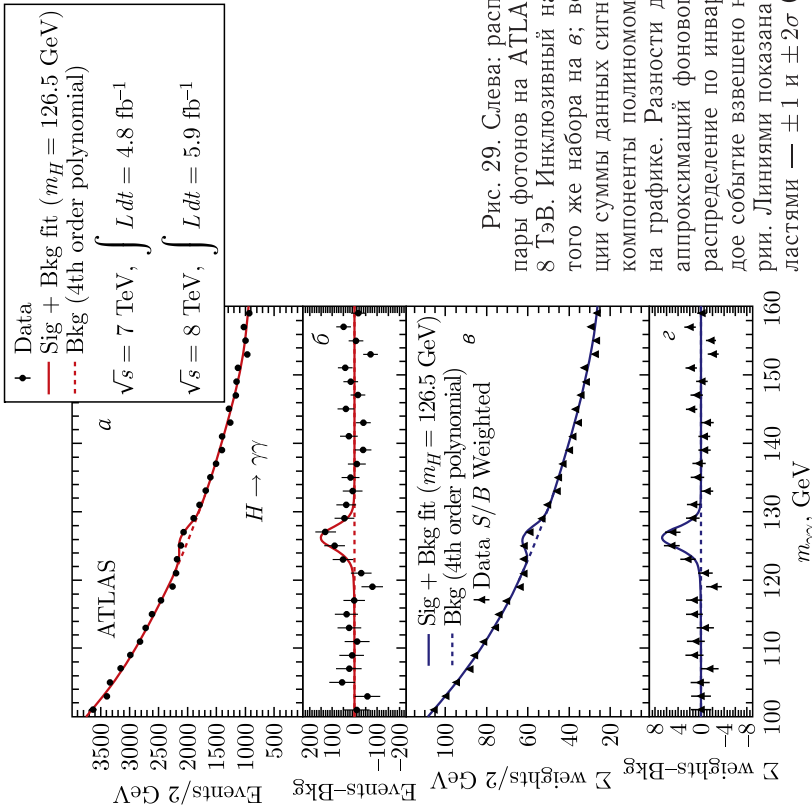 Data
Sig + Bkg fit (m_H = 126.5 GeV)
Bkg (4th order polynomial)
√s = 7 TeV, ∫ L dt = 4.8 fb⁻¹
√s = 8 TeV, ∫ L dt = 5.9 fb⁻¹
Events/2 GeV
3500
3000
2500
2000
1500
1000
500
0
ATLAS
а
H → γγ
Events–Bkg
200
100
0
−100
−200
б
Σ weights/2 GeV
100
80
60
40
20
Sig + Bkg fit (m_H = 126.5 GeV)
Bkg (4th order polynomial)
Data S/B Weighted
в
Σ weights–Bkg
8
4
0
−4
−8
г
100 110 120 130 140 150 160
m_γγ, GeV
Рис. 29. Слева: расп
пары фотонов на ATLA
8 ТэВ. Инклюзивный на
того же набора на в; во
ции суммы данных сигн
компоненты полиномом
на графике. Разности д
аппроксимаций фоновог
распределение по инвар
дое событие взвешено н
рии. Линиями показана
ластями — ±1 и ±2σ (